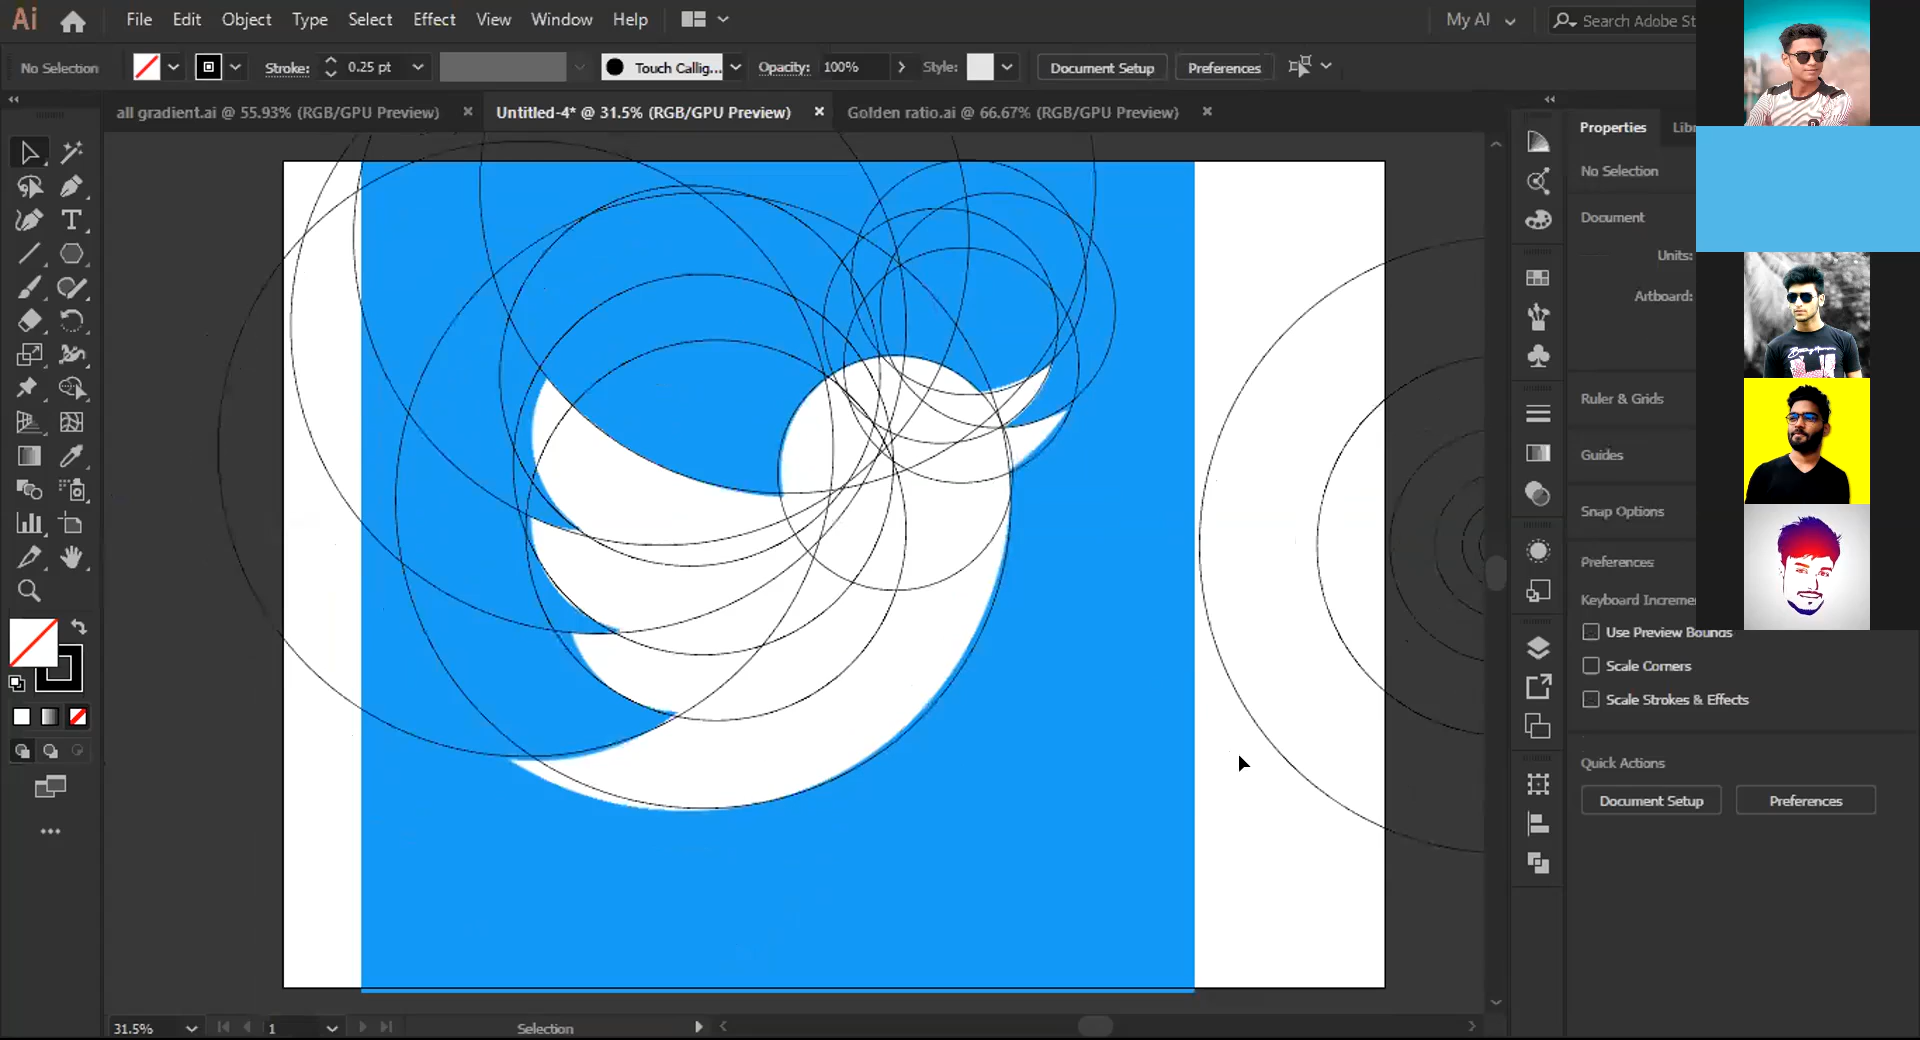 Ai File Edit Object Type Select Effect View Window Help My AI Search Adobe St
No Selection Stroke: 0.25 pt Touch Callig... Opacity: 100% Style: Document Setup Preferences
all gradient.ai @ 55.93% (RGB/GPU Preview) Untitled-4* @ 31.5% (RGB/GPU Preview) Golden ratio.ai @ 66.67% (RGB/GPU Preview)
Properties
No Selection
Document
Units:
Artboard:
Ruler & Grids
Guides
Snap Options
Preferences
Keyboard Increme
Use Preview Bounds
Scale Corners
Scale Strokes & Effects
Quick Actions
Document Setup Preferences
31.5% 1 Selection